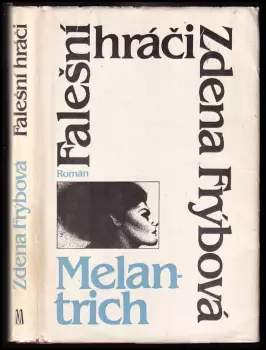 Zdena Frýbová
Falešní hráči
M
Falešní
hráči
Zdena Frýbová
Román
Melan-
trich